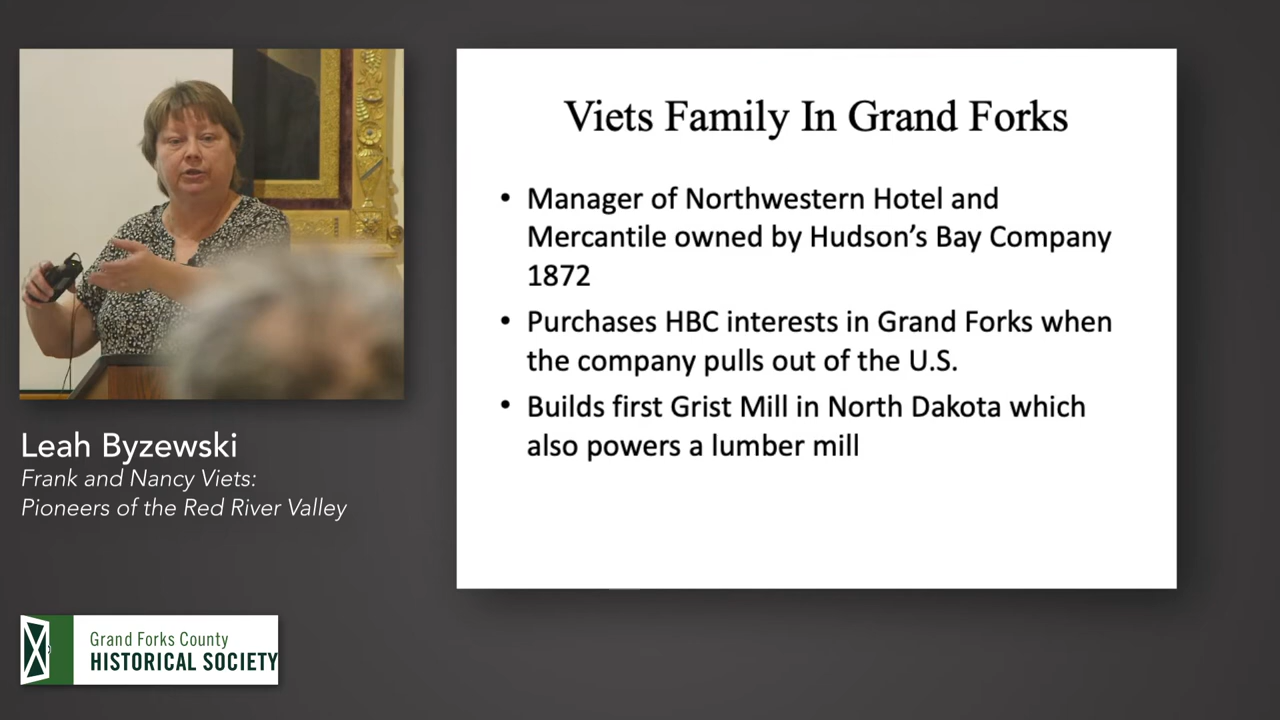 Viets Family In Grand Forks
• Manager of Northwestern Hotel and
Mercantile owned by Hudson’s Bay Company
1872
• Purchases HBC interests in Grand Forks when
the company pulls out of the U.S.
• Builds first Grist Mill in North Dakota which
also powers a lumber mill
Leah Byzewski
Frank and Nancy Viets:
Pioneers of the Red River Valley
Grand Forks County
HISTORICAL SOCIETY